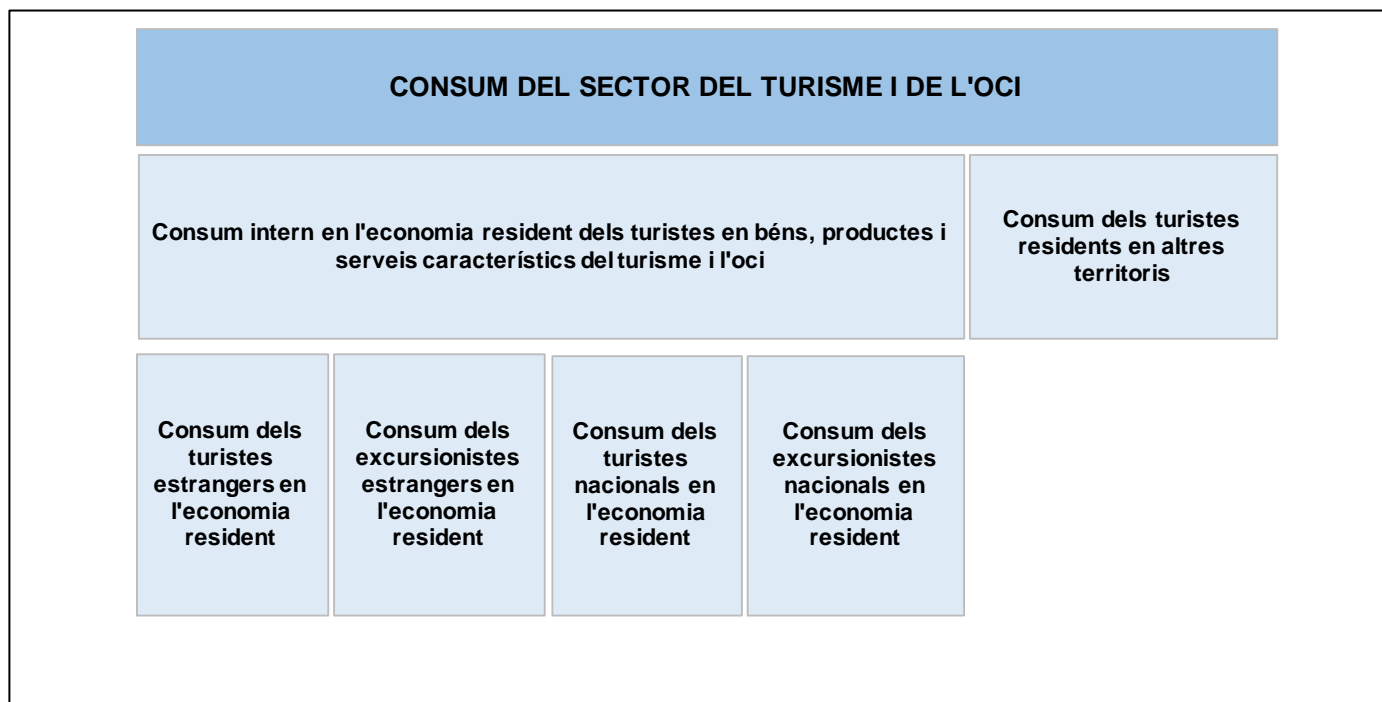 CONSUM DEL SECTOR DEL TURISME I DE L'OCI
Consum intern en l'economia resident dels turistes en béns, productes i
serveis característics del turisme i l'oci
Consum dels turistes
residents en altres
territoris
Consum dels
turistes
estrangers en
l'economia
resident
Consum dels
excursionistes
estrangers en
l'economia
resident
Consum dels
turistes
nacionals en
l'economia
resident
Consum dels
excursionistes
nacionals en
l'economia
resident